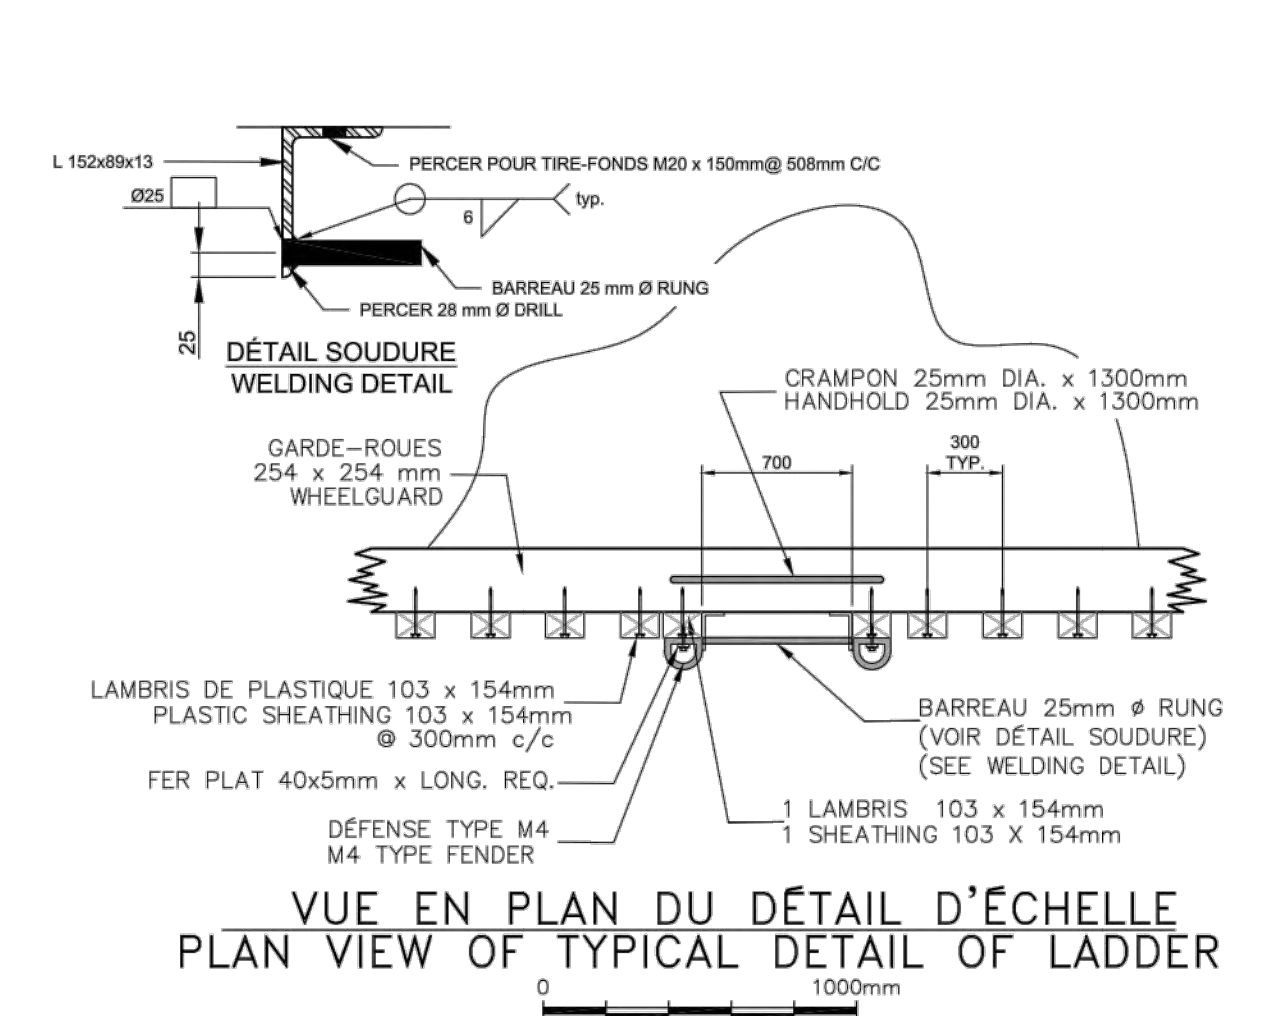 L 152x89x13
PERCER POUR TIRE-FONDS M20 x 150mm@ 508mm C/C
Ø25
6
typ.
BARREAU 25 mm Ø RUNG
PERCER 28 mm Ø DRILL
25
DÉTAIL SOUDURE
WELDING DETAIL
CRAMPON 25mm DIA. x 1300mm
HANDHOLD 25mm DIA. x 1300mm
GARDE-ROUES
254 x 254 mm
WHEELGUARD
700
300
TYP.
LAMBRIS DE PLASTIQUE 103 x 154mm
PLASTIC SHEATHING 103 x 154mm
@ 300mm c/c
BARREAU 25mm ø RUNG
(VOIR DÉTAIL SOUDURE)
(SEE WELDING DETAIL)
FER PLAT 40x5mm x LONG. REQ.
1 LAMBRIS 103 x 154mm
1 SHEATHING 103 X 154mm
DÉFENSE TYPE M4
M4 TYPE FENDER
VUE EN PLAN DU DÉTAIL D'ÉCHELLE
PLAN VIEW OF TYPICAL DETAIL OF LADDER
0 1000mm